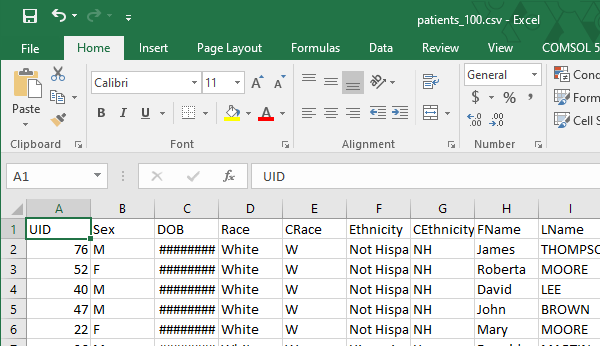 patients_100.csv - Excel
File Home Insert Page Layout Formulas Data Review View COMSOL 5
Paste
Calibri 11 A A
General
Cond
B I U A
$ % ,
Form
.0 .00
.00 .0
Cell S
Clipboard Font Alignment Number
A1 fx UID
A B C D E F G H I
1 UID Sex DOB Race CRace Ethnicity CEthnicity FName LName
2 76 M ######## White W Not Hispa NH James THOMPSO
3 52 F ######## White W Not Hispa NH Roberta MOORE
4 40 M ######## White W Not Hispa NH David LEE
5 47 M ######## White W Not Hispa NH John BROWN
6 22 F ######## White W Not Hispa NH Mary MOORE